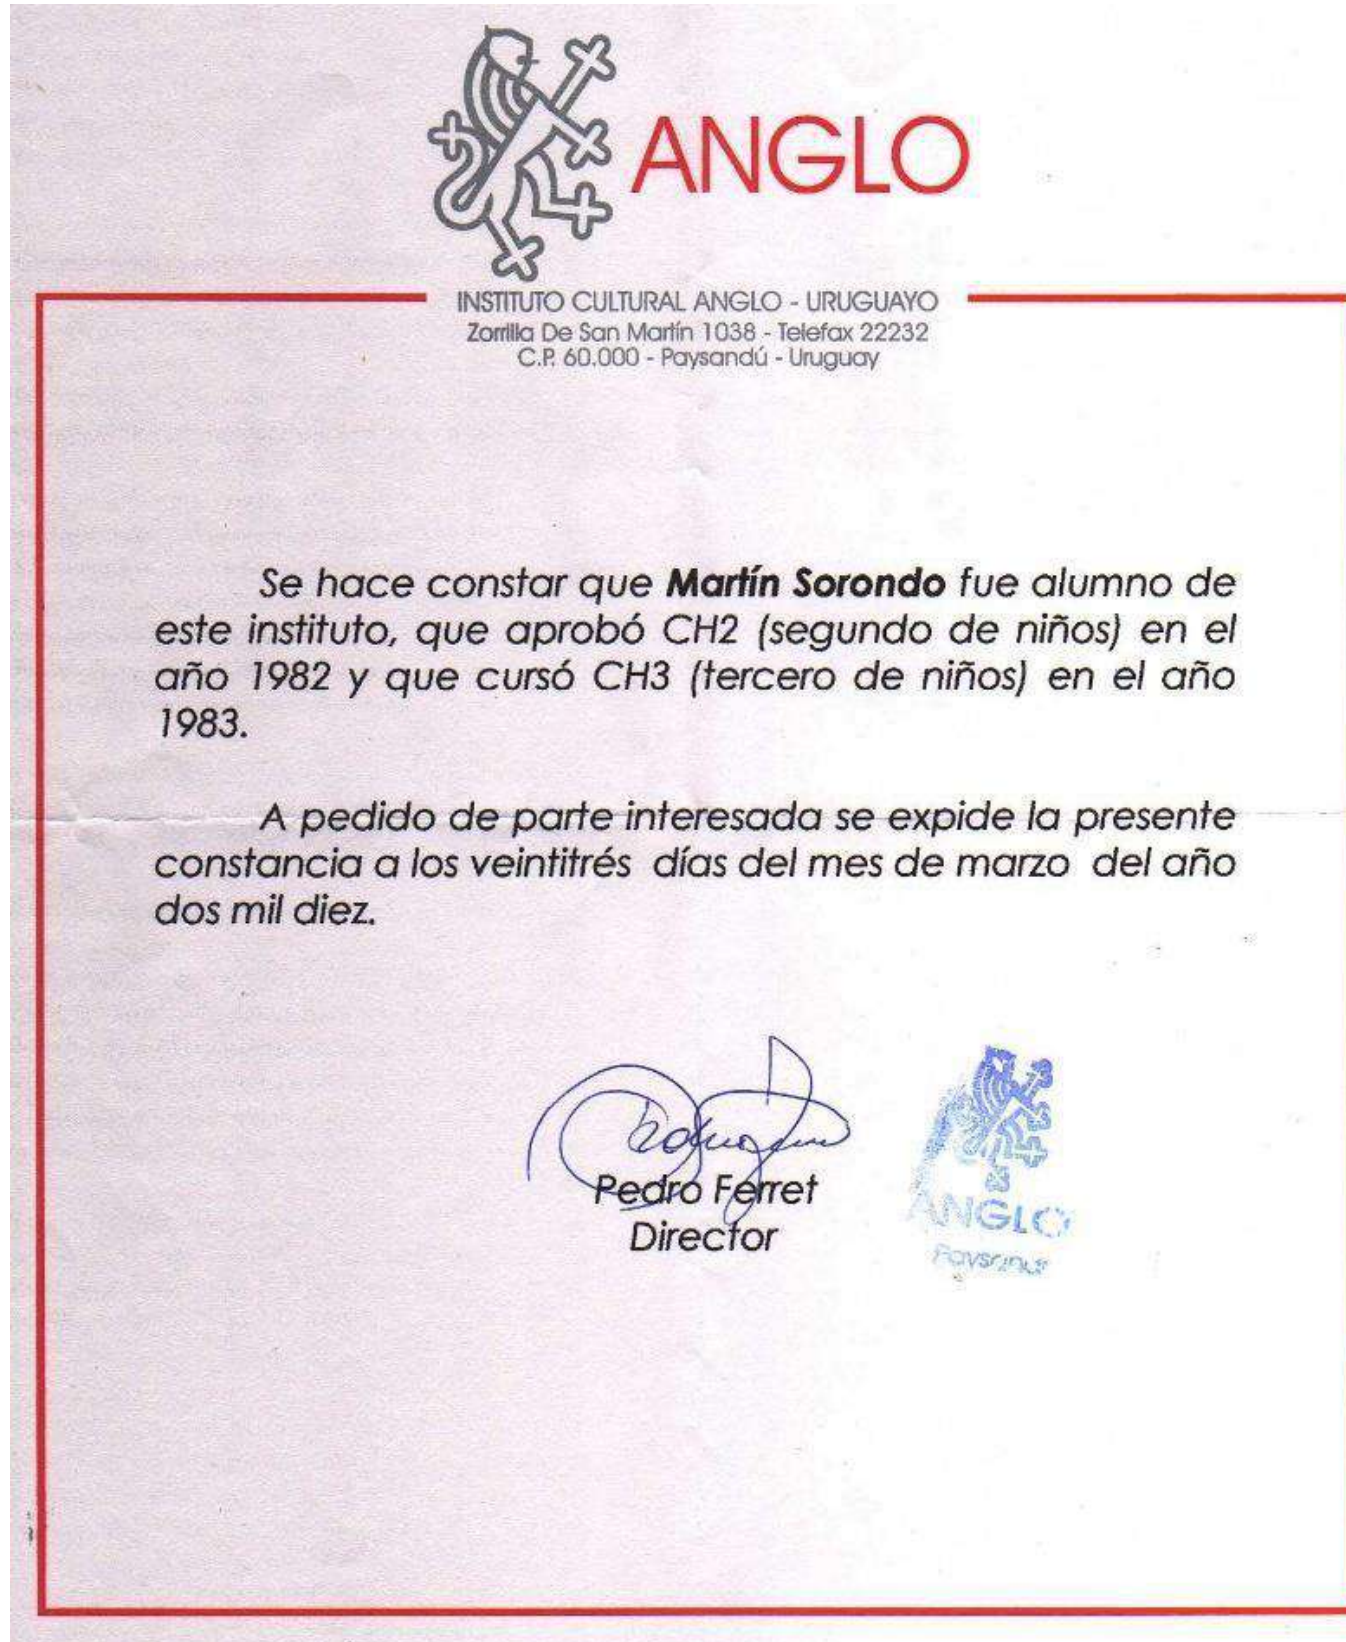 ANGLO
INSTITUTO CULTURAL ANGLO - URUGUAYO
Zorrilla De San Martín 1038 - Telefax 22232
C.P. 60.000 - Paysandú - Uruguay
Se hace constar que Martín Sorondo fue alumno de
este instituto, que aprobó CH2 (segundo de niños) en el
año 1982 y que cursó CH3 (tercero de niños) en el año
1983.
A pedido de parte interesada se expide la presente
constancia a los veintitrés días del mes de marzo del año
dos mil diez.
Pedro Ferret
Director
ANGLO
Paysandú